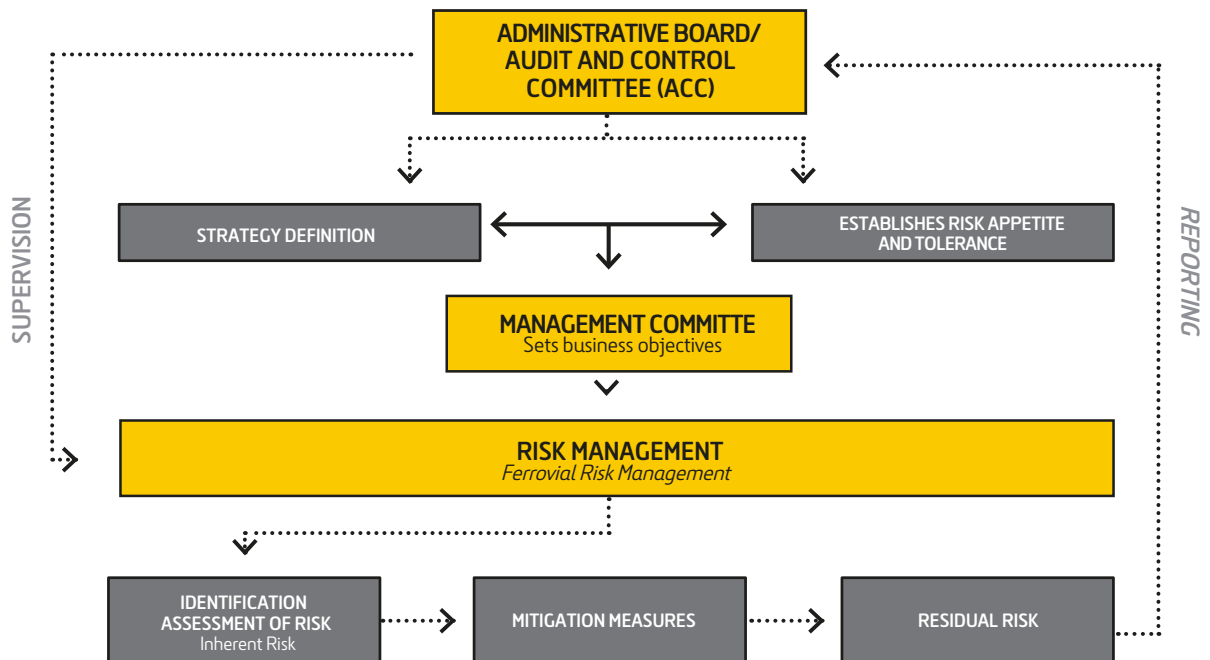 ADMINISTRATIVE BOARD/
AUDIT AND CONTROL
COMMITTEE (ACC)
SUPERVISION
REPORTING
STRATEGY DEFINITION
ESTABLISHES RISK APPETITE
AND TOLERANCE
MANAGEMENT COMMITTE
Sets business objectives
RISK MANAGEMENT
Ferrovial Risk Management
IDENTIFICATION
ASSESSMENT OF RISK
Inherent Risk
MITIGATION MEASURES
RESIDUAL RISK